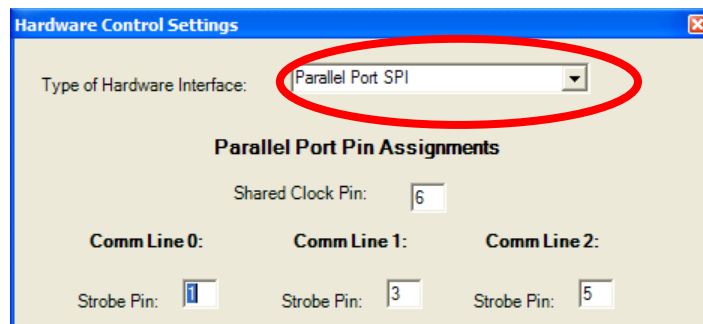 Hardware Control Settings
Type of Hardware Interface: Parallel Port SPI
Parallel Port Pin Assignments
Shared Clock Pin: 6
Comm Line 0: Comm Line 1: Comm Line 2:
Strobe Pin: 1 Strobe Pin: 3 Strobe Pin: 5